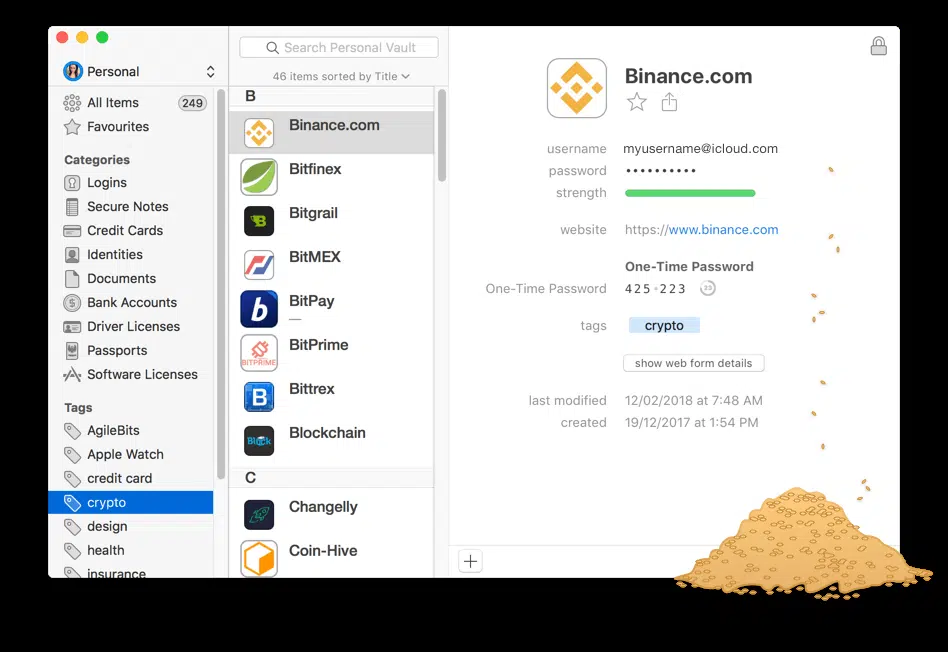 Personal
All Items 249
Favourites
Categories
Logins
Secure Notes
Credit Cards
Identities
Documents
Bank Accounts
Driver Licenses
Passports
Software Licenses
Tags
AgileBits
Apple Watch
credit card
crypto
design
health
insurance
Search Personal Vault
46 items sorted by Title
B
Binance.com
Bitfinex
Bitgrail
BitMEX
BitPay
—
BITPRIME
BitPrime
Bittrex
Block
Blockchain
C
Changelly
Coin-Hive
Binance.com
username myusername@icloud.com
password ••••••••••
strength
website https://www.binance.com
One-Time Password
One-Time Password 425•223 23
tags crypto
show web form details
last modified 12/02/2018 at 7:48 AM
created 19/12/2017 at 1:54 PM